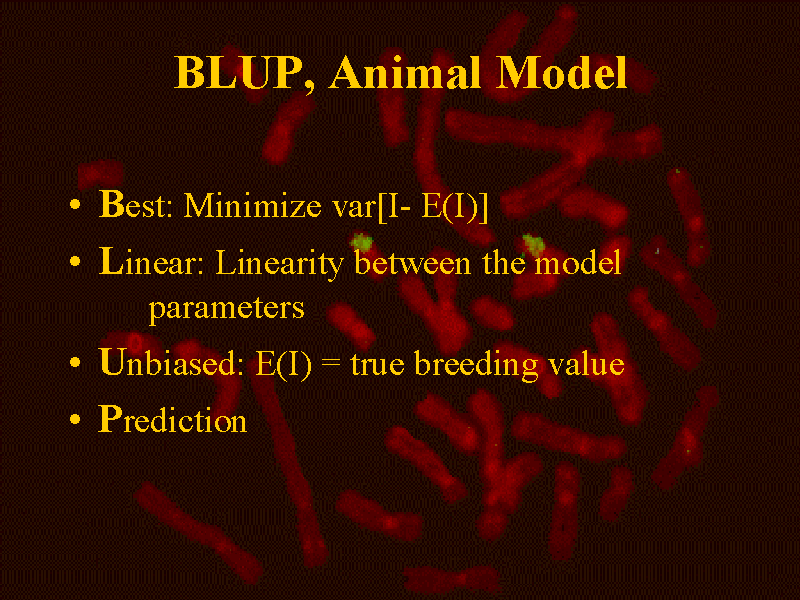 BLUP, Animal Model
• Best: Minimize var[I- E(I)]
• Linear: Linearity between the model
parameters
• Unbiased: E(I) = true breeding value
• Prediction